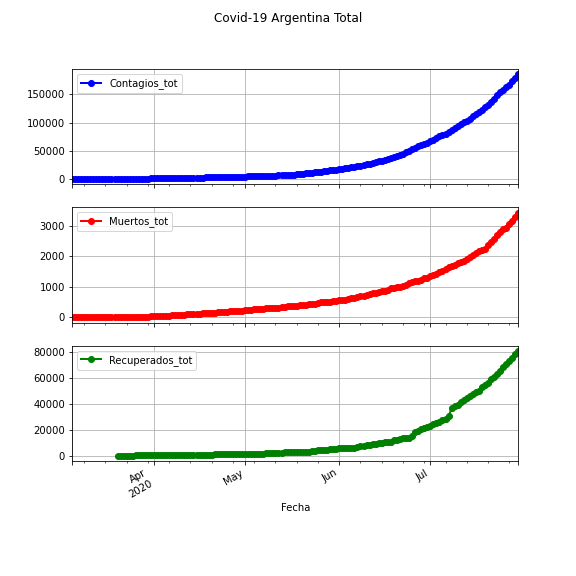 Covid-19 Argentina Total
Contagios_tot
150000
100000
50000
0
Muertos_tot
3000
2000
1000
0
Recuperados_tot
80000
60000
40000
20000
0
Apr
2020
May
Jun
Jul
Fecha